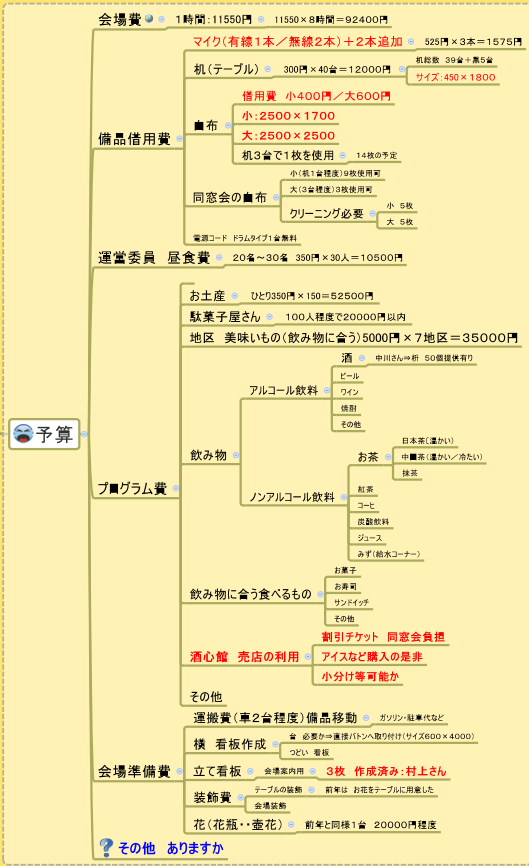 予算
会場費
1時間：11550円
11550×8時間＝92400円
備品借用費
マイク(有線1本／無線2本)＋2本追加
525円×3本＝1575円
机(テーブル)
300円×40台＝12000円
机総数 39台＋黒5台
サイズ：450×1800
布
借用費 小400円／大600円
小：2500×1700
大：2500×2500
机3台で1枚を使用
14枚の予定
同窓会の 布
小(机1台程度)9枚使用可
大(3台程度)3枚使用可
クリーニング必要
小 5枚
大 5枚
電源コード ドラムタイプ1台無料
運営委員 昼食費
20名～30名 350円×30人＝10500円
プ グラム費
お土産
ひとり350円×150＝52500円
駄菓子屋さん
100人程度で20000円以内
地区 美味いもの(飲み物に合う)5000円×7地区＝35000円
飲み物
アルコール飲料
酒
中川さん⇒枡 50個提供有り
ビール
ワイン
焼酎
その他
ノンアルコール飲料
お茶
日本茶(温かい)
中 茶(温かい／冷たい)
抹茶
紅茶
コーヒ
炭酸飲料
ジュース
みず(給水コーナー)
飲み物に合う食べるもの
お菓子
お寿司
サンドイッチ
その他
酒心館 売店の利用
割引チケット 同窓会負担
アイスなど購入の是非
小分け等可能か
その他
会場準備費
運搬費(車2台程度)備品移動
ガソリン・駐車代など
横 看板作成
台 必要か⇒直接バトンへ取り付け(サイズ600×4000)
つどい 看板
立て看板
会場案内用
3枚 作成済み：村上さん
装飾費
テーブルの装飾
前年は お花をテーブルに用意した
会場装飾
花(花瓶・・壺花)
前年と同様1台 20000円程度
その他 ありますか